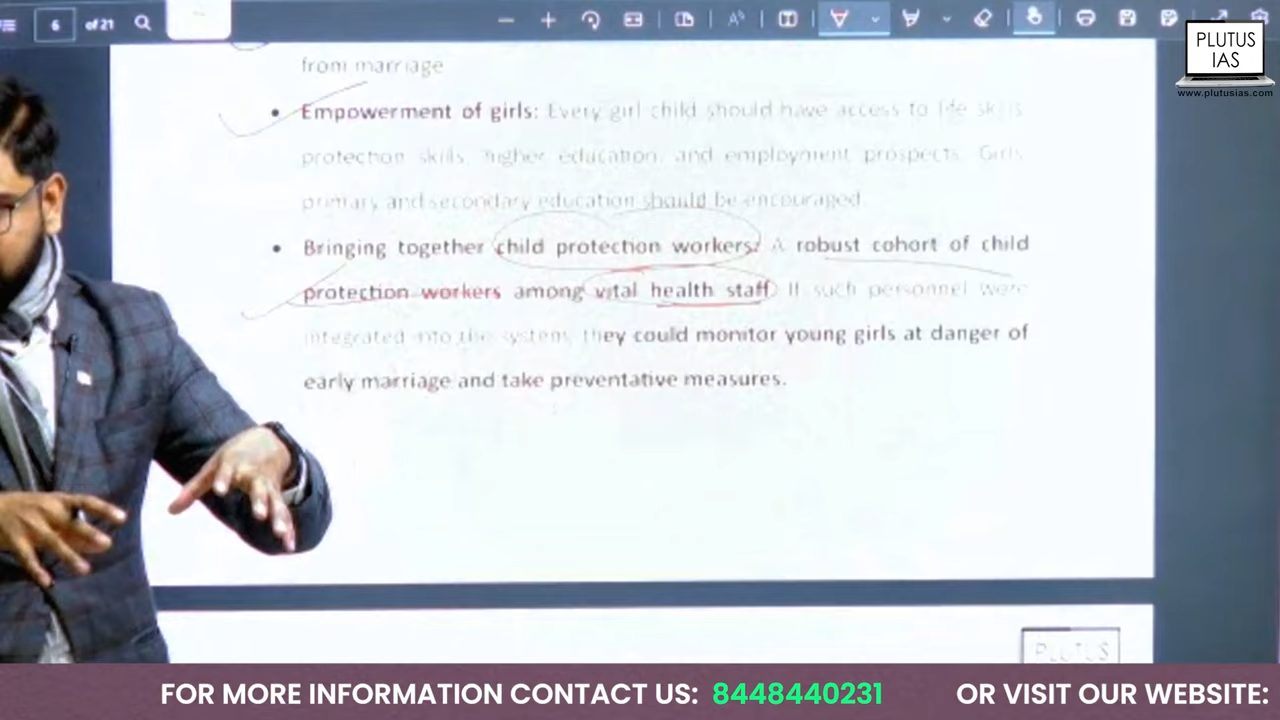 6 of 21
PLUTUS
IAS
www.plutusias.com
from marriage
• Empowerment of girls: Every girl child should have access to life skills
protection skills, higher education, and employment prospects. Girls
primary and secondary education should be encouraged.
• Bringing together child protection workers: A robust cohort of child
protection workers among vital health staff. If such personnel were
integrated into the system, they could monitor young girls at danger of
early marriage and take preventative measures.
PLUTUS
FOR MORE INFORMATION CONTACT US: 8448440231 OR VISIT OUR WEBSITE: